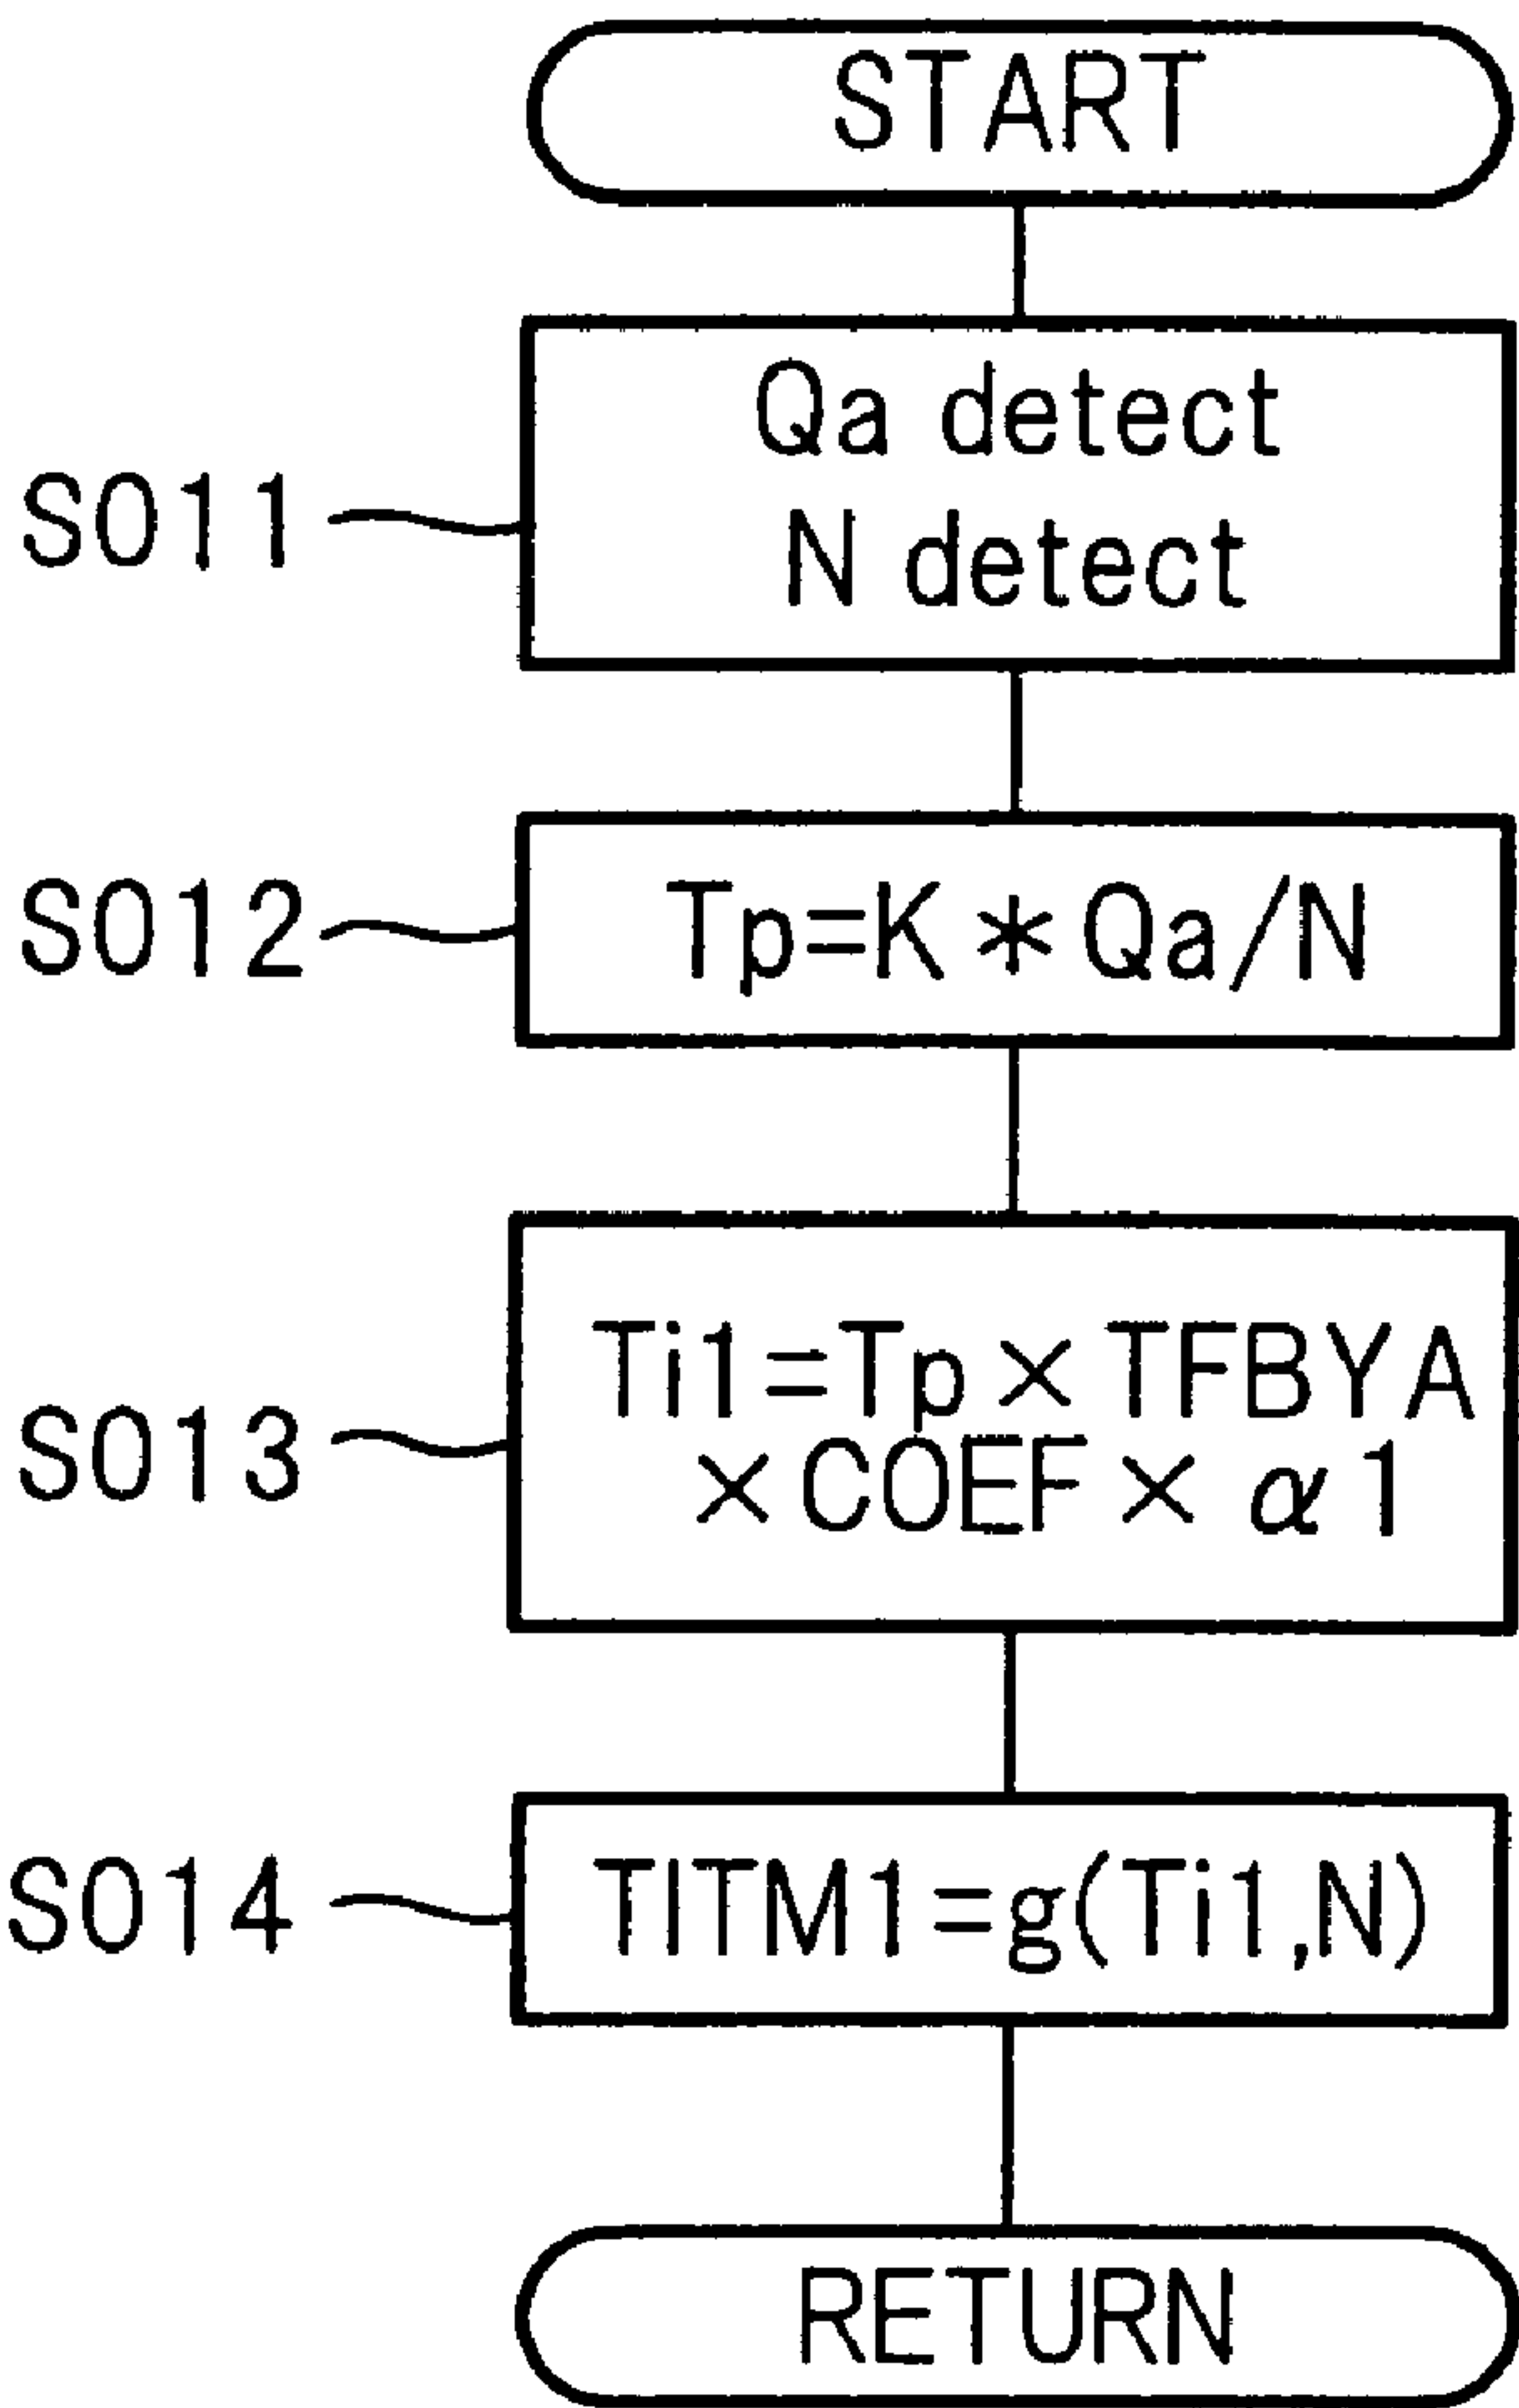 START
Qa detect
N detect
S011
S012
Tp=K*Qa/N
Ti1=Tp×TFBYA
×COEF×α1
S013
S014
TITM1=g(Ti1,N)
RETURN